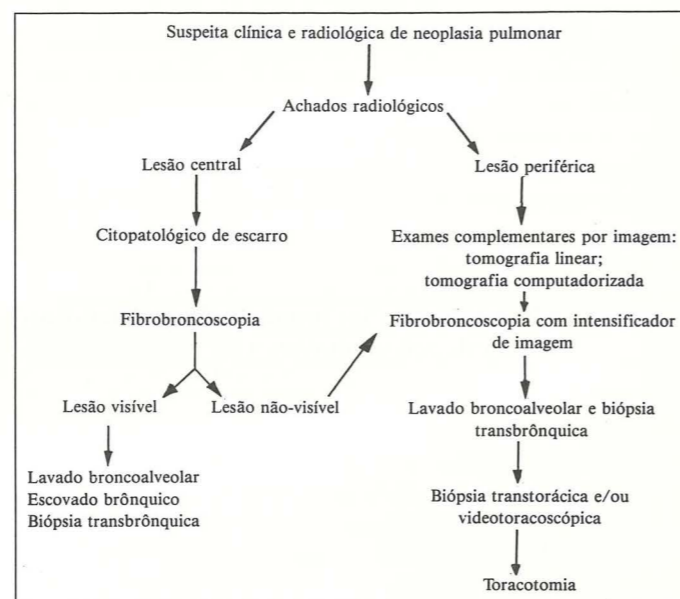 Suspeita clínica e radiológica de neoplasia pulmonar
Achados radiológicos
Lesão central
Lesão periférica
Citopatológico de escarro
Exames complementares por imagem:
tomografia linear;
tomografia computadorizada
Fibrobroncoscopia
Fibrobroncoscopia com intensificador
de imagem
Lesão visível
Lesão não-visível
Lavado broncoalveolar e biópsia
transbrônquica
Lavado broncoalveolar
Escovado brônquico
Biópsia transbrônquica
Biópsia transtorácica e/ou
videotoracoscópica
Toracotomia